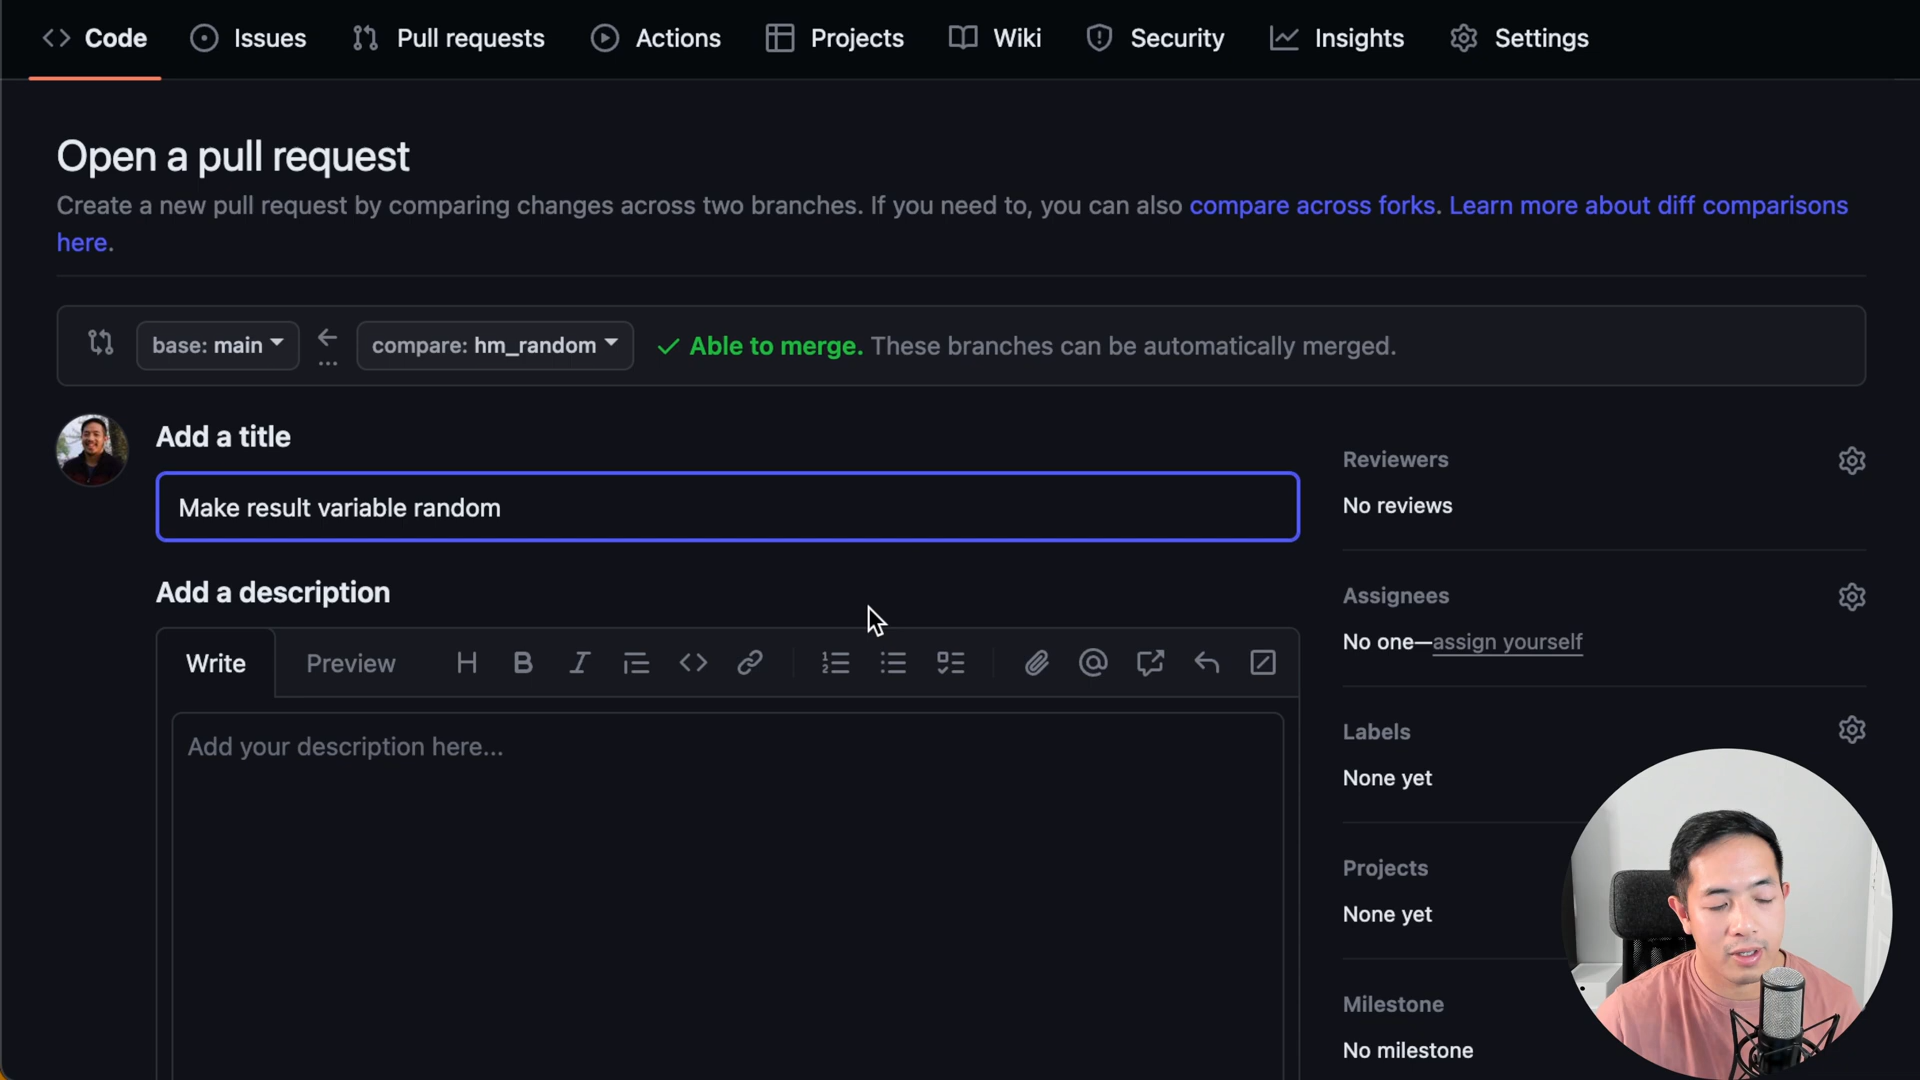 Code Issues Pull requests Actions Projects Wiki Security Insights Settings
Open a pull request
Create a new pull request by comparing changes across two branches. If you need to, you can also compare across forks. Learn more about diff comparisons
here.
base: main compare: hm_random Able to merge. These branches can be automatically merged.
Add a title
Make result variable random
Add a description
Write Preview
Add your description here...
Reviewers
No reviews
Assignees
No one—assign yourself
Labels
None yet
Projects
None yet
Milestone
No milestone